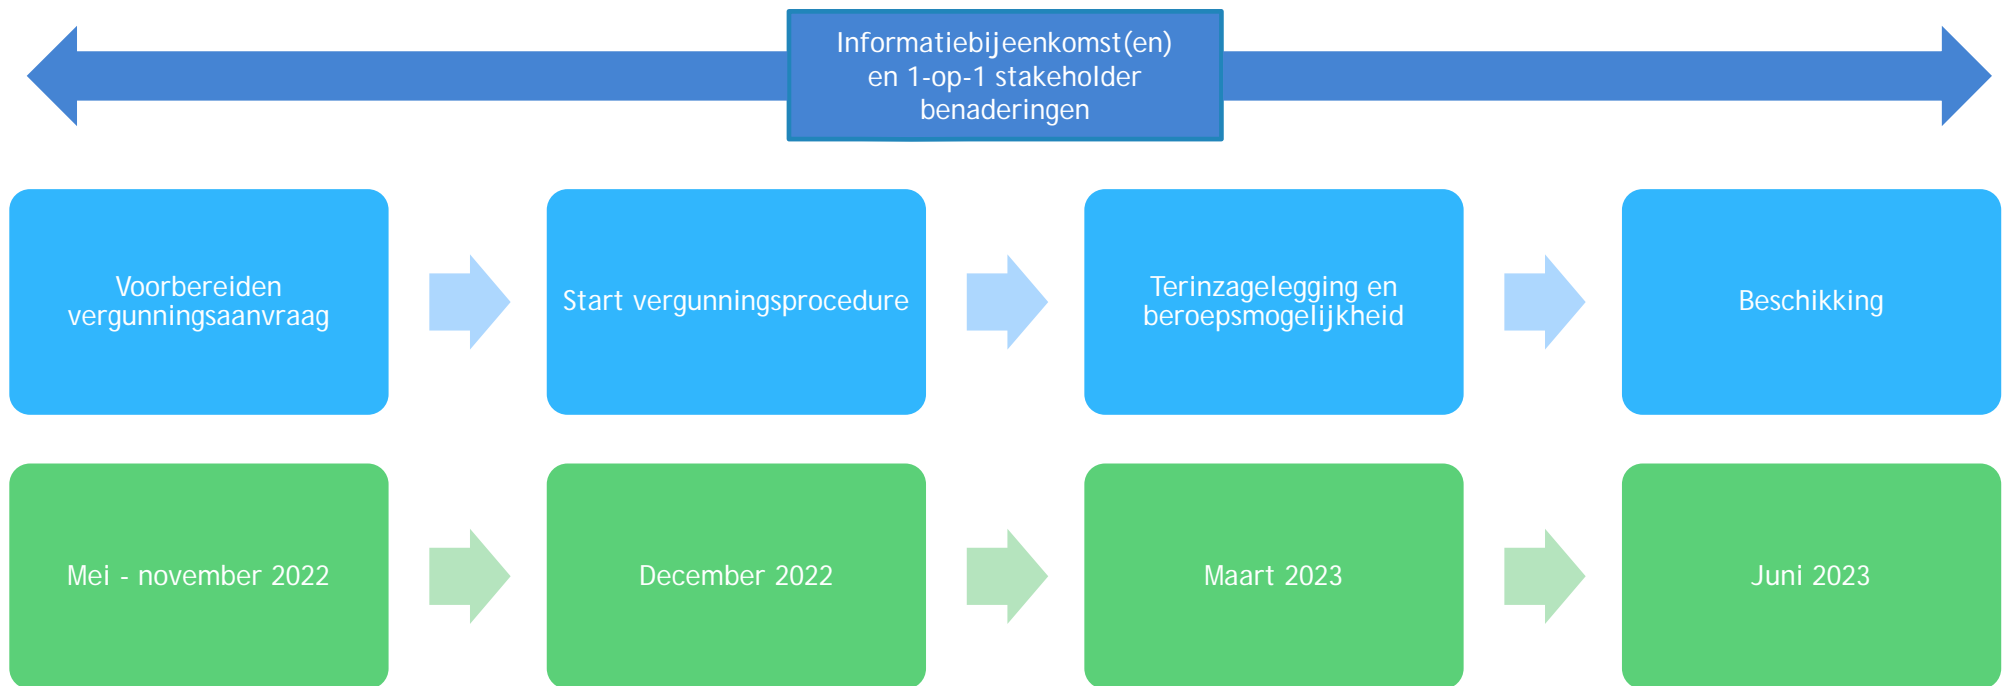 Informatiebijeenkomst(en)
en 1-op-1 stakeholder
benaderingen
Voorbereiden
vergunningsaanvraag
Start vergunningsprocedure
Terinzagelegging en
beroepsmogelijkheid
Beschikking
Mei - november 2022
December 2022
Maart 2023
Juni 2023